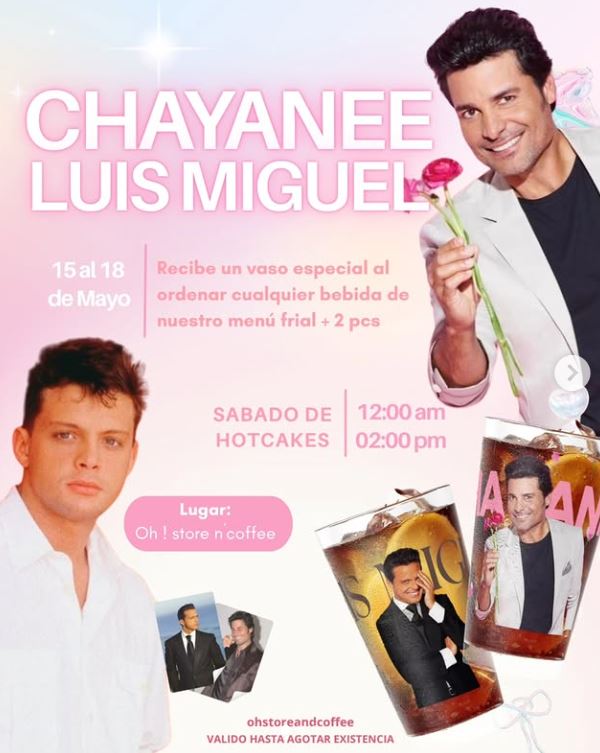 CHAYANEE
LUIS MIGUEL
15 al 18
de Mayo
Recibe un vaso especial al
ordenar cualquier bebida de
nuestro menú frial + 2 pcs
SABADO DE
HOTCAKES
12:00 am
02:00 pm
Lugar:
Oh ! store n'coffee
S MIG
AN
ohstoreandcoffee
VALIDO HASTA AGOTAR EXISTENCIA